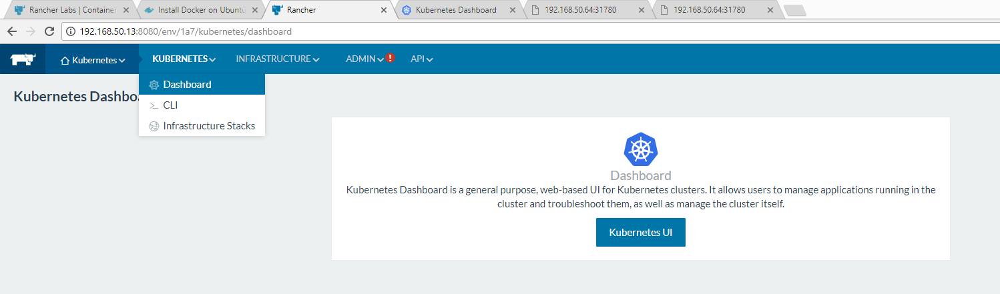 Rancher Labs | Container
Install Docker on Ubuntu
Rancher
Kubernetes Dashboard
192.168.50.64:31780
192.168.50.64:31780
192.168.50.13:8080/env/1a7/kubernetes/dashboard
Kubernetes
KUBERNETES
INFRASTRUCTURE
ADMIN
!
API
Dashboard
Kubernetes Dashbo
CLI
Infrastructure Stacks
Dashboard
Kubernetes Dashboard is a general purpose, web-based UI for Kubernetes clusters. It allows users to manage applications running in the
cluster and troubleshoot them, as well as manage the cluster itself.
Kubernetes UI